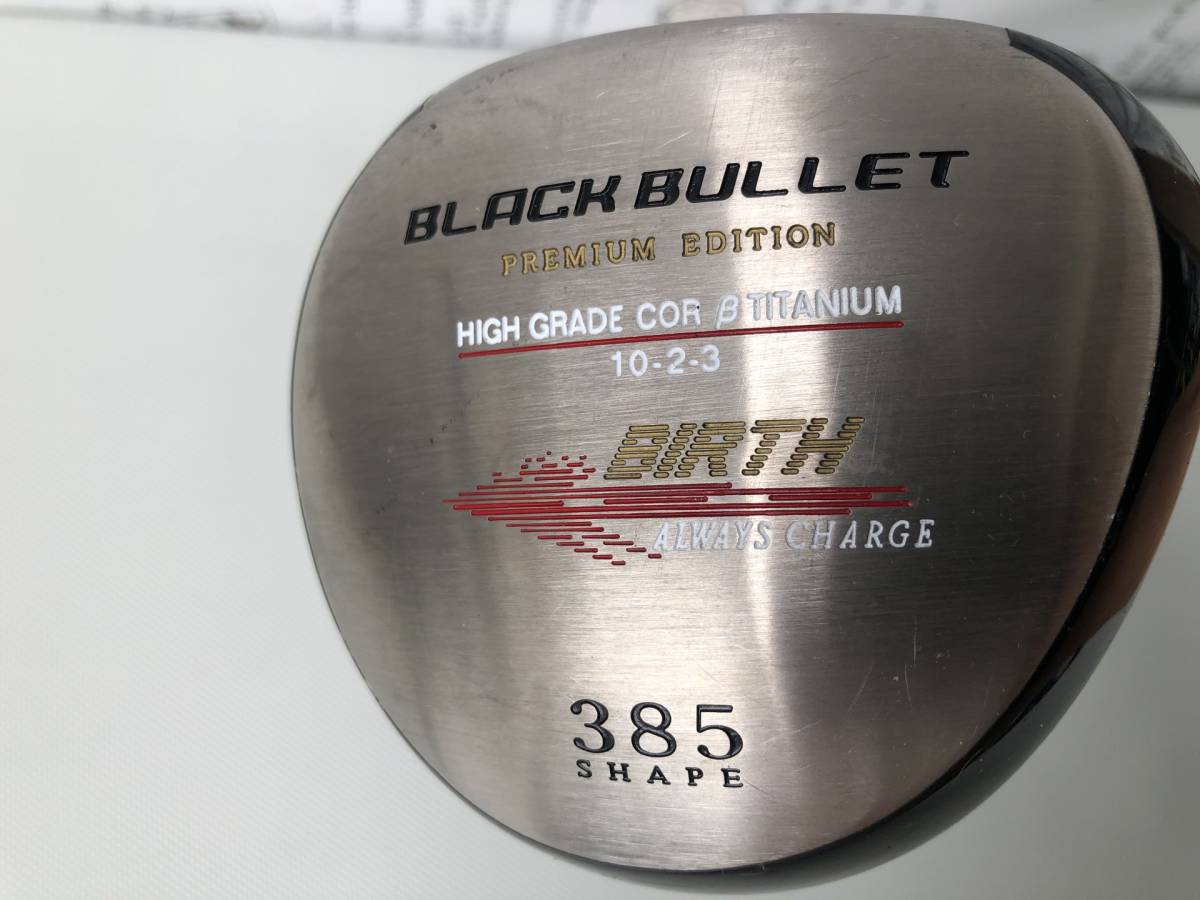 BLACK BULLET
PREMIUM EDITION
HIGH GRADE COR β TITANIUM
10-2-3
BIRTH
ALWAYS CHARGE
385
SHAPE